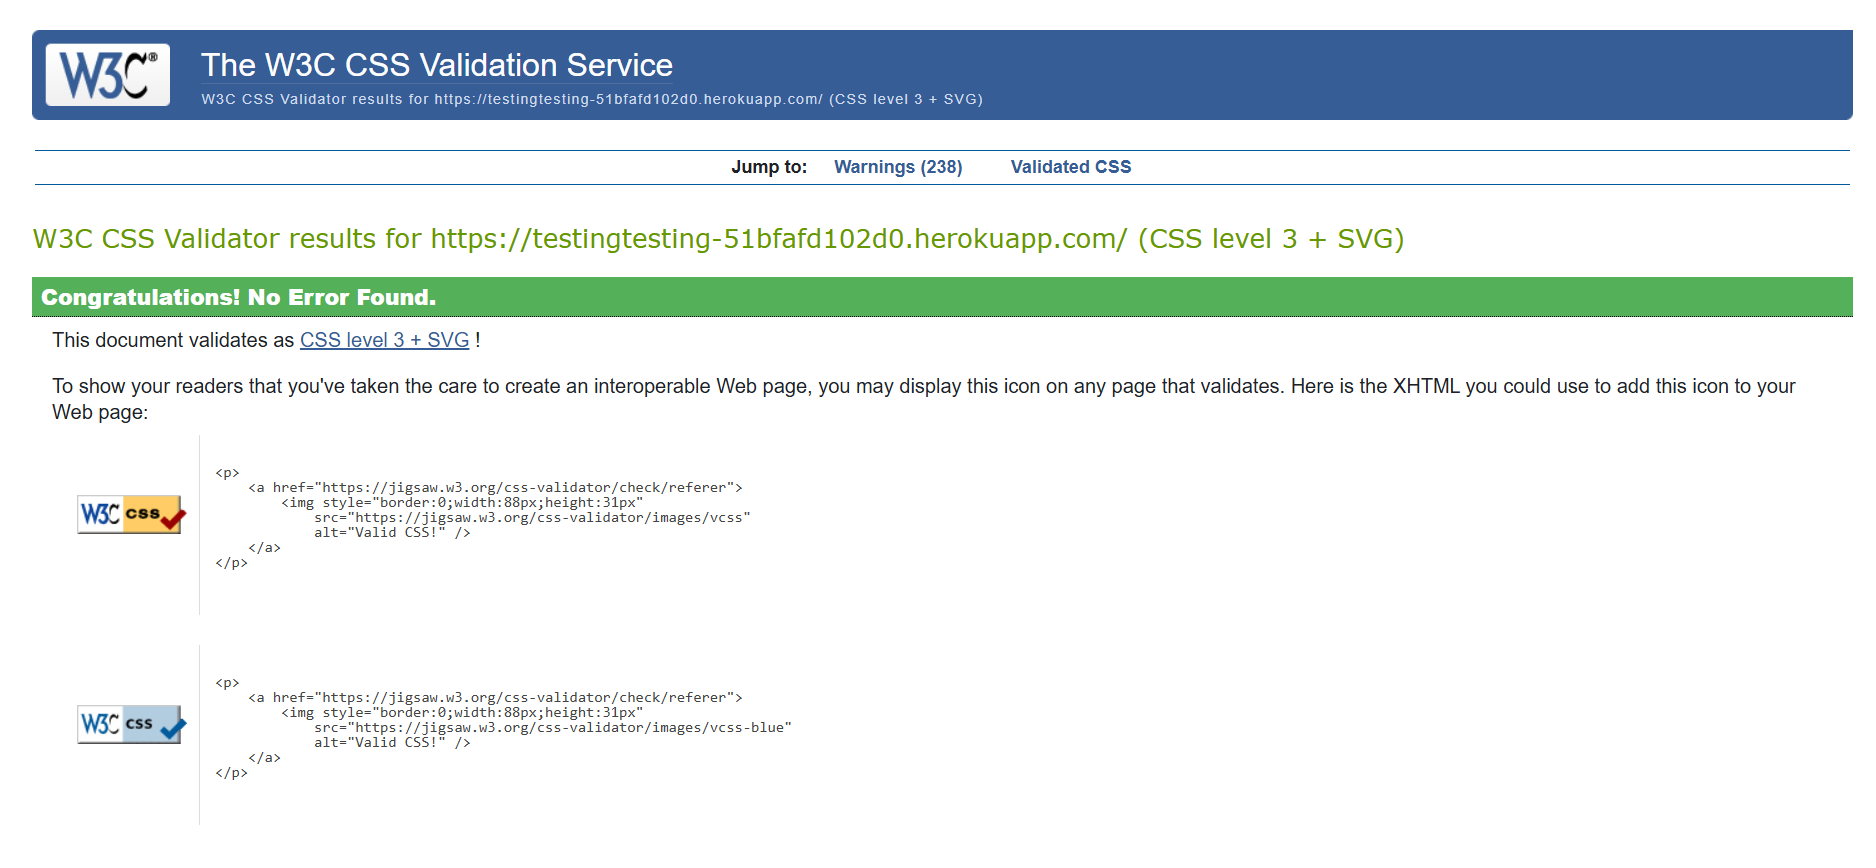 W3C®
The W3C CSS Validation Service
W3C CSS Validator results for https://testingtesting-51bfafd102d0.herokuapp.com/ (CSS level 3 + SVG)
Jump to: Warnings (238) Validated CSS
W3C CSS Validator results for https://testingtesting-51bfafd102d0.herokuapp.com/ (CSS level 3 + SVG)
Congratulations! No Error Found.
This document validates as CSS level 3 + SVG !
To show your readers that you've taken the care to create an interoperable Web page, you may display this icon on any page that validates. Here is the XHTML you could use to add this icon to your
Web page:
W3C css
<p>
    <a href="https://jigsaw.w3.org/css-validator/check/referer">
        <img style="border:0;width:88px;height:31px"
            src="https://jigsaw.w3.org/css-validator/images/vcss"
            alt="Valid CSS!" />
    </a>
</p>
W3C css
<p>
    <a href="https://jigsaw.w3.org/css-validator/check/referer">
        <img style="border:0;width:88px;height:31px"
            src="https://jigsaw.w3.org/css-validator/images/vcss-blue"
            alt="Valid CSS!" />
    </a>
</p>